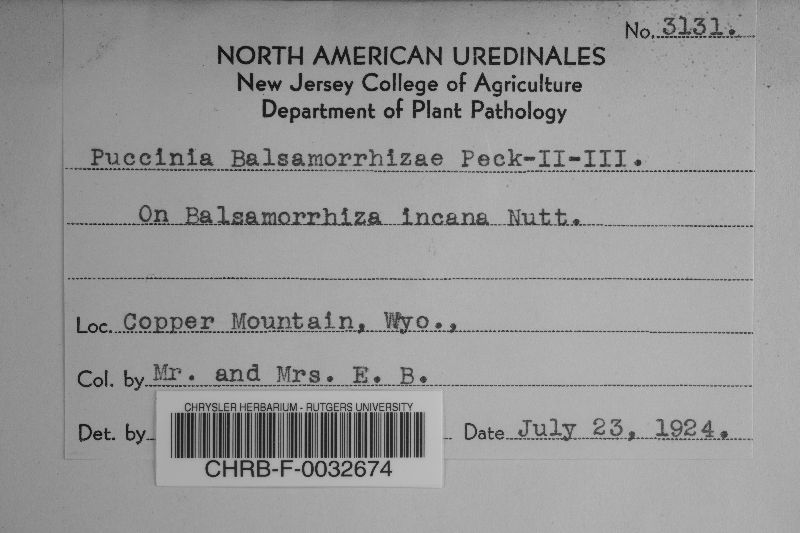 No. 3131.
NORTH AMERICAN UREDINALES
New Jersey College of Agriculture
Department of Plant Pathology
Puccinia Balsamorrhizae Peck-II-III.
On Balsamorrhiza incana Nutt.
Loc. Copper Mountain, Wyo.,
Col. by Mr. and Mrs. E. B.
Det. by
Date July 23, 1924.
CHRYSLER HERBARIUM - RUTGERS UNIVERSITY
CHRB-F-0032674